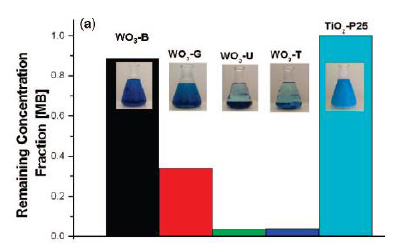 (a)
WO₃-B
WO₃-G
WO₃-U
WO₃-T
TiO₂-P25
Remaining Concentration
Fraction [MB]
1.0
0.8
0.6
0.4
0.2
0.0